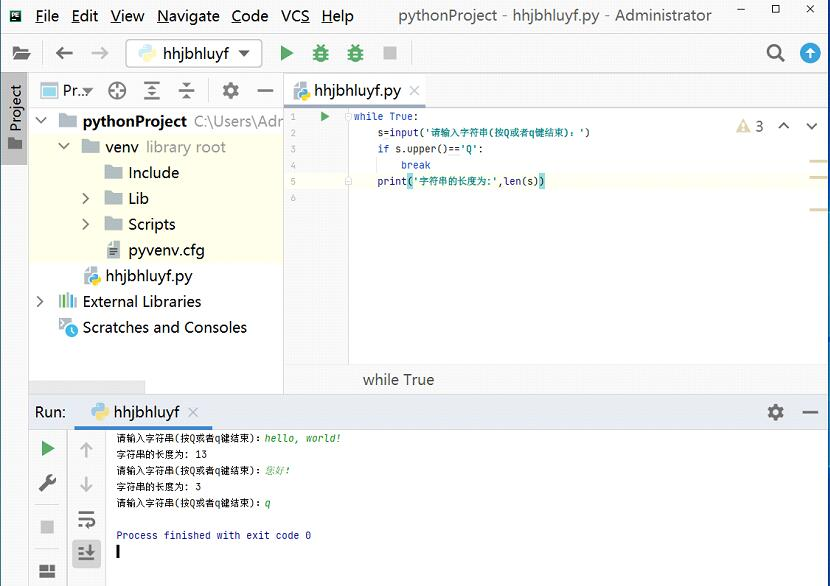 File Edit View Navigate Code VCS Help pythonProject - hhjbhluyf.py - Administrator
hhjbhluyf
Project
Pr..
pythonProject C:\Users\Adr
venv library root
Include
Lib
Scripts
pyvenv.cfg
hhjbhluyf.py
External Libraries
Scratches and Consoles
hhjbhluyf.py
3
1 while True:
2 s=input('请输入字符串(按Q或者q键结束)：')
3 if s.upper()=='Q':
4 break
5 print('字符串的长度为:',len(s))
6
while True
Run: hhjbhluyf
请输入字符串(按Q或者q键结束)：hello, world!
字符串的长度为: 13
请输入字符串(按Q或者q键结束)：您好!
字符串的长度为: 3
请输入字符串(按Q或者q键结束)：q
Process finished with exit code 0